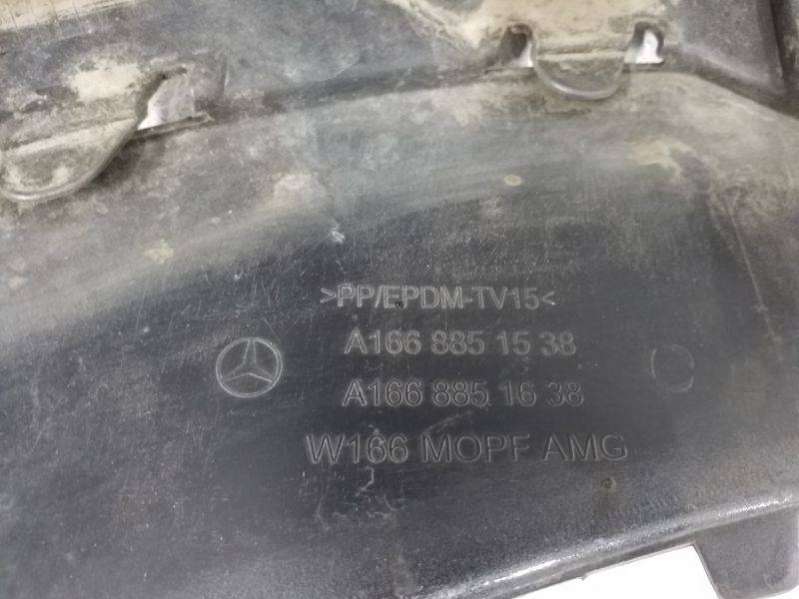 >PP/EPDM-TV15<
A166 885 15 38
A166 885 16 38
W166 MOPF AMG